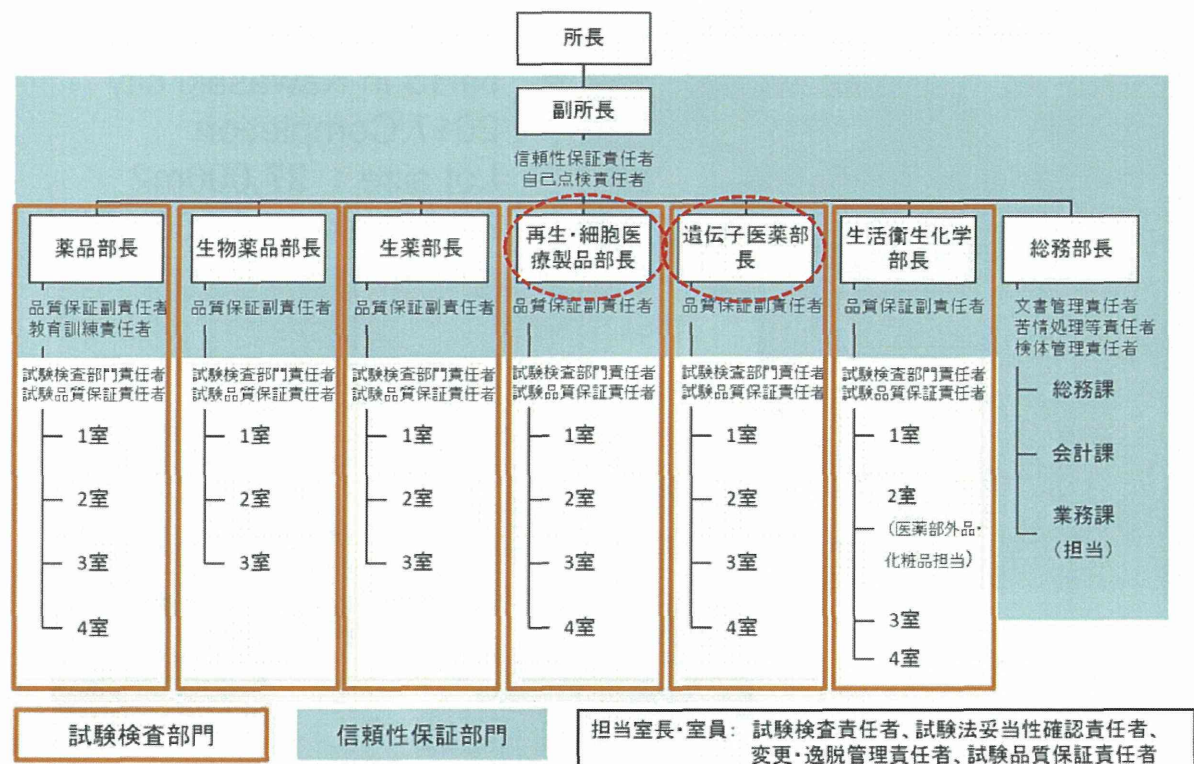 所長
副所長
信頼性保証責任者
自己点検責任者
薬品部長
品質保証副責任者
教育訓練責任者
試験検査部門責任者
試験品質保証責任者
1室
2室
3室
4室
生物薬品部長
品質保証副責任者
試験検査部門責任者
試験品質保証責任者
1室
2室
3室
生薬部長
品質保証副責任者
試験検査部門責任者
試験品質保証責任者
1室
2室
3室
再生・細胞医
療製品部長
品質保証副責任者
試験検査部門責任者
試験品質保証責任者
1室
2室
3室
4室
遺伝子医薬部
長
品質保証副責任者
試験検査部門責任者
試験品質保証責任者
1室
2室
3室
4室
生活衛生化学
部長
品質保証副責任者
試験検査部門責任者
試験品質保証責任者
1室
2室
(医薬部外品・
化粧品担当)
3室
4室
総務部長
文書管理責任者
苦情処理等責任者
検体管理責任者
総務課
会計課
業務課
(担当)
試験検査部門
信頼性保証部門
担当室長・室員: 試験検査責任者、試験法妥当性確認責任者、
変更・逸脱管理責任者、試験品質保証責任者